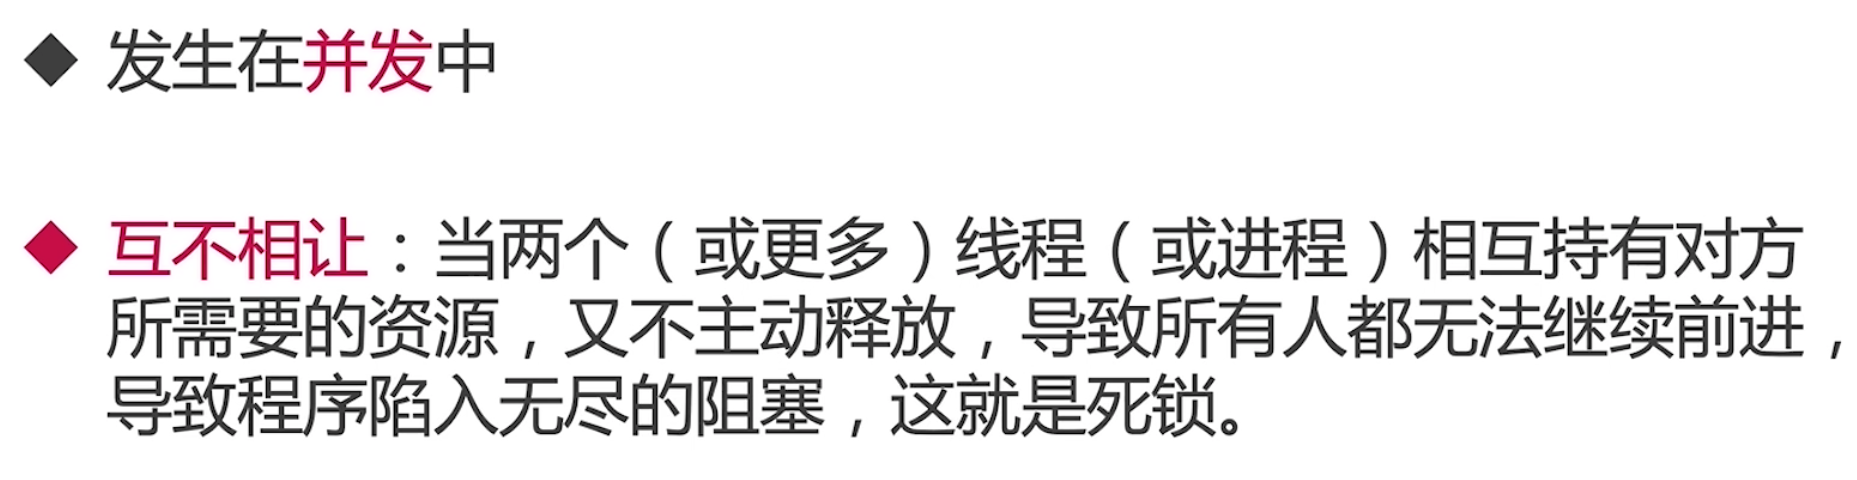 ◆ 发生在并发中
◆ 互不相让：当两个（或更多）线程（或进程）相互持有对方
所需要的资源，又不主动释放，导致所有人都无法继续前进，
导致程序陷入无尽的阻塞，这就是死锁。